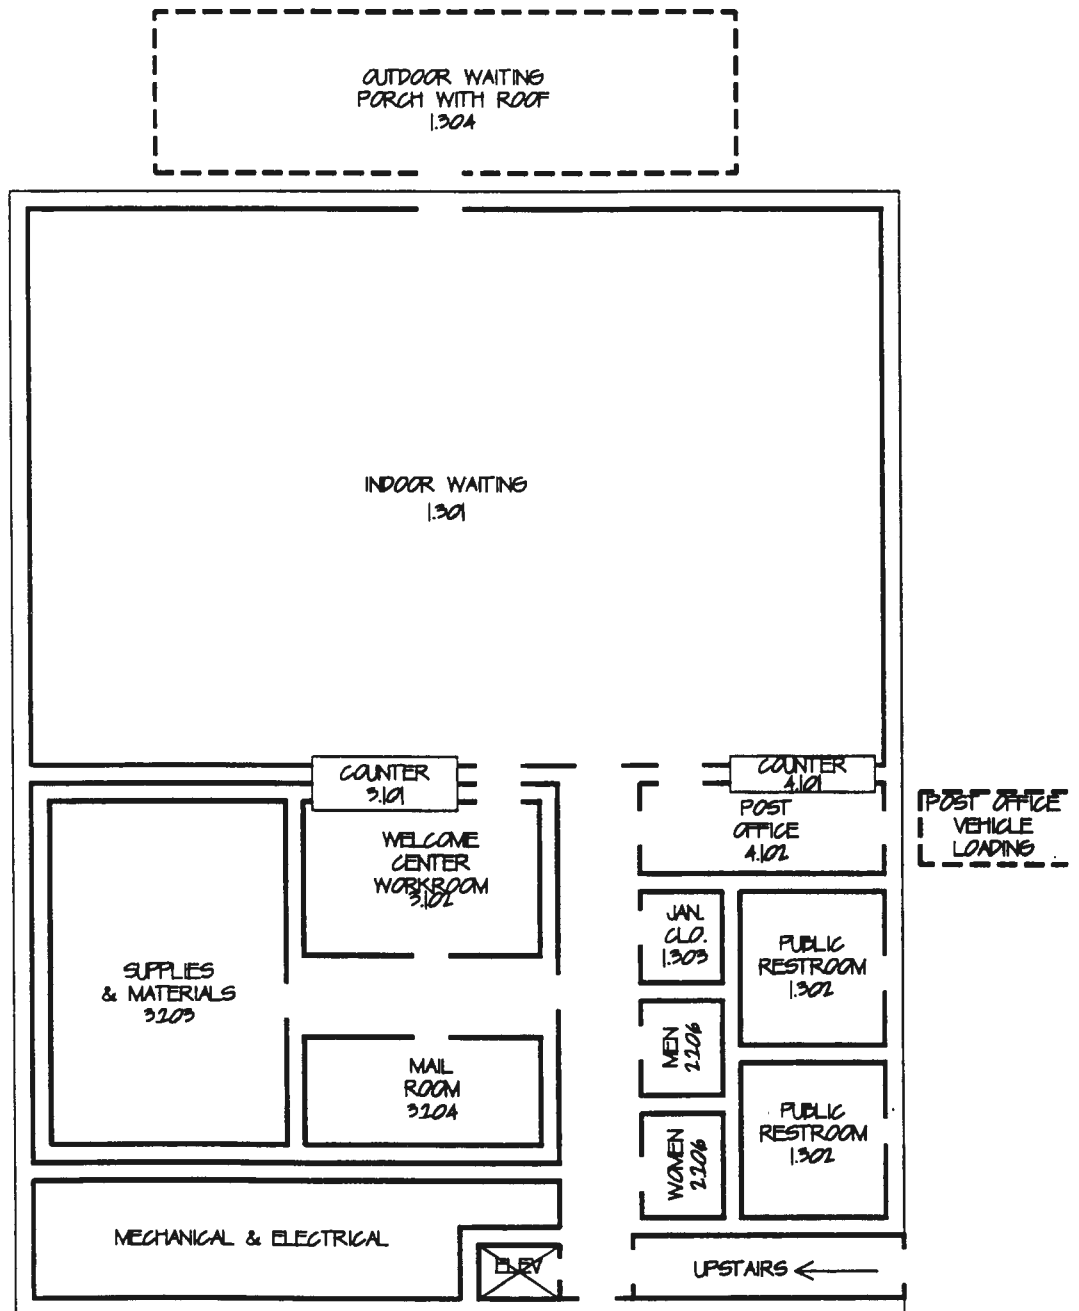 OUTDOOR WAITING
PORCH WITH ROOF
1.304
INDOOR WAITING
1.301
COUNTER
3.101
COUNTER
4.101
POST
OFFICE
4.102
POST OFFICE
VEHICLE
LOADING
WELCOME
CENTER
WORKROOM
3.102
JAN.
CLO.
1.303
PUBLIC
RESTROOM
1.302
SUPPLIES
& MATERIALS
3.203
MEN
2.206
MAIL
ROOM
3.204
PUBLIC
RESTROOM
1.302
WOMEN
2.206
MECHANICAL & ELECTRICAL
ELEV
UPSTAIRS